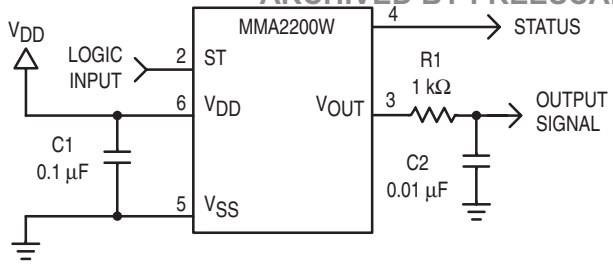 ARCHIVED BY FREESCA
VDD
LOGIC
INPUT
2
ST
MMA2200W
4
STATUS
R1
1 kΩ
6
VDD
VOUT
3
OUTPUT
SIGNAL
C1
0.1 μF
C2
0.01 μF
5
VSS